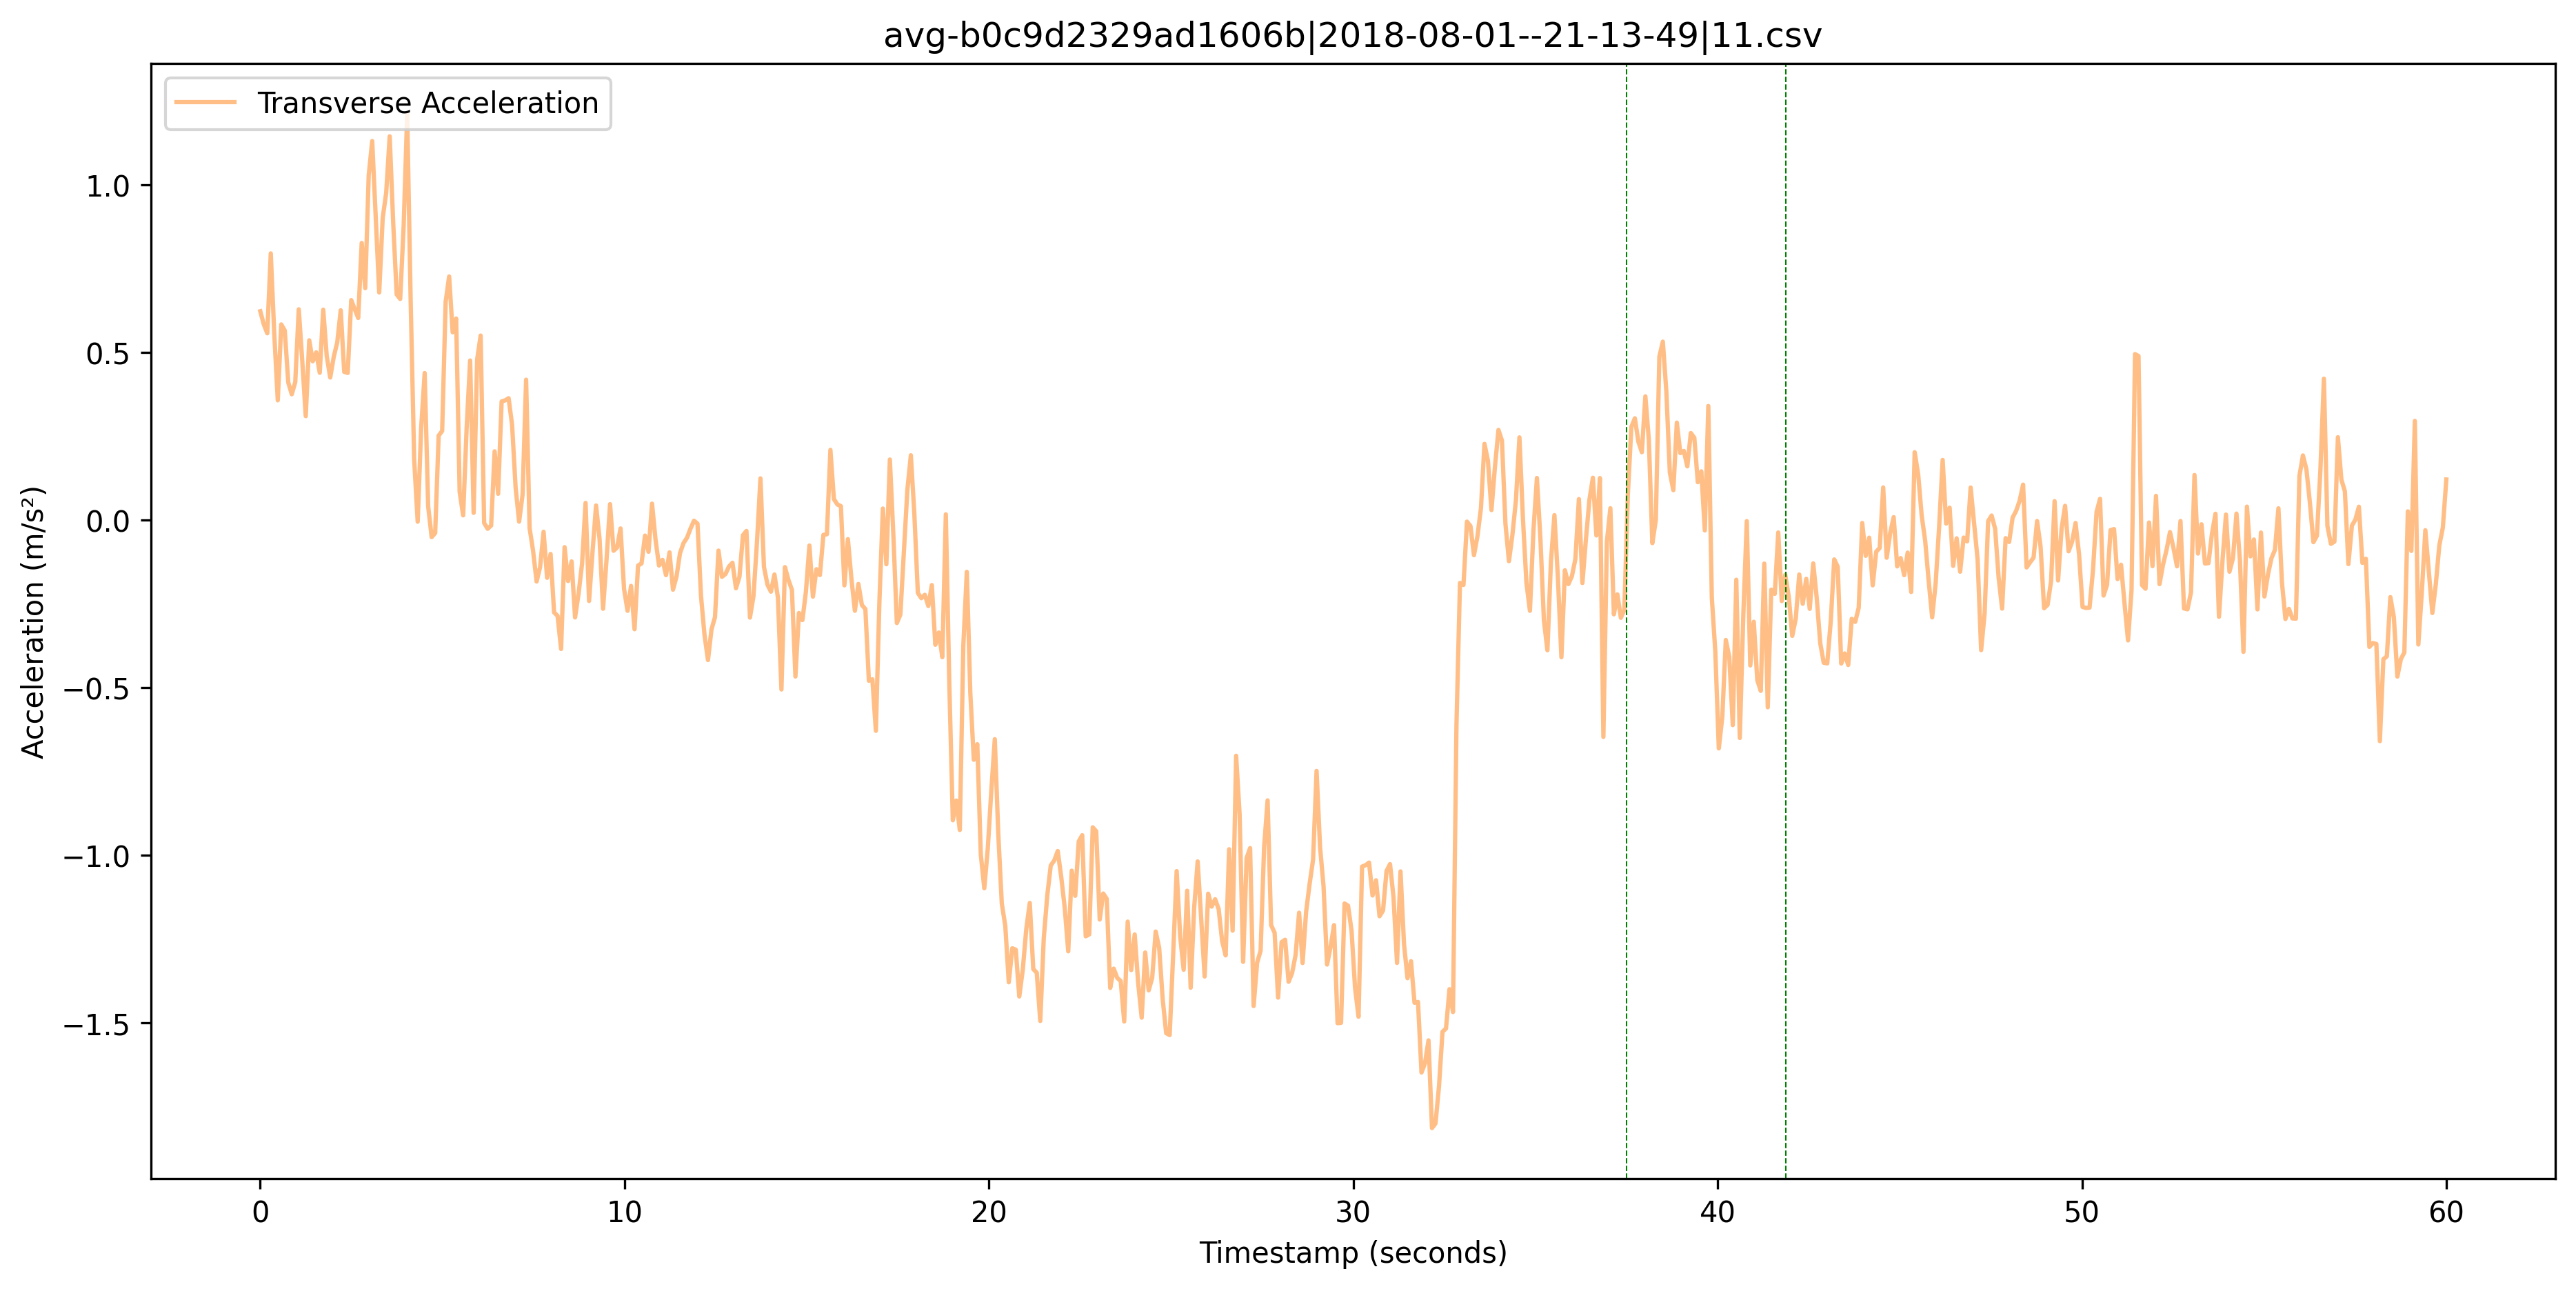 avg-b0c9d2329ad1606b|2018-08-01--21-13-49|11.csv
Transverse Acceleration
1.0
0.5
0.0
−0.5
−1.0
−1.5
Acceleration (m/s²)
0 10 20 30 40 50 60
Timestamp (seconds)